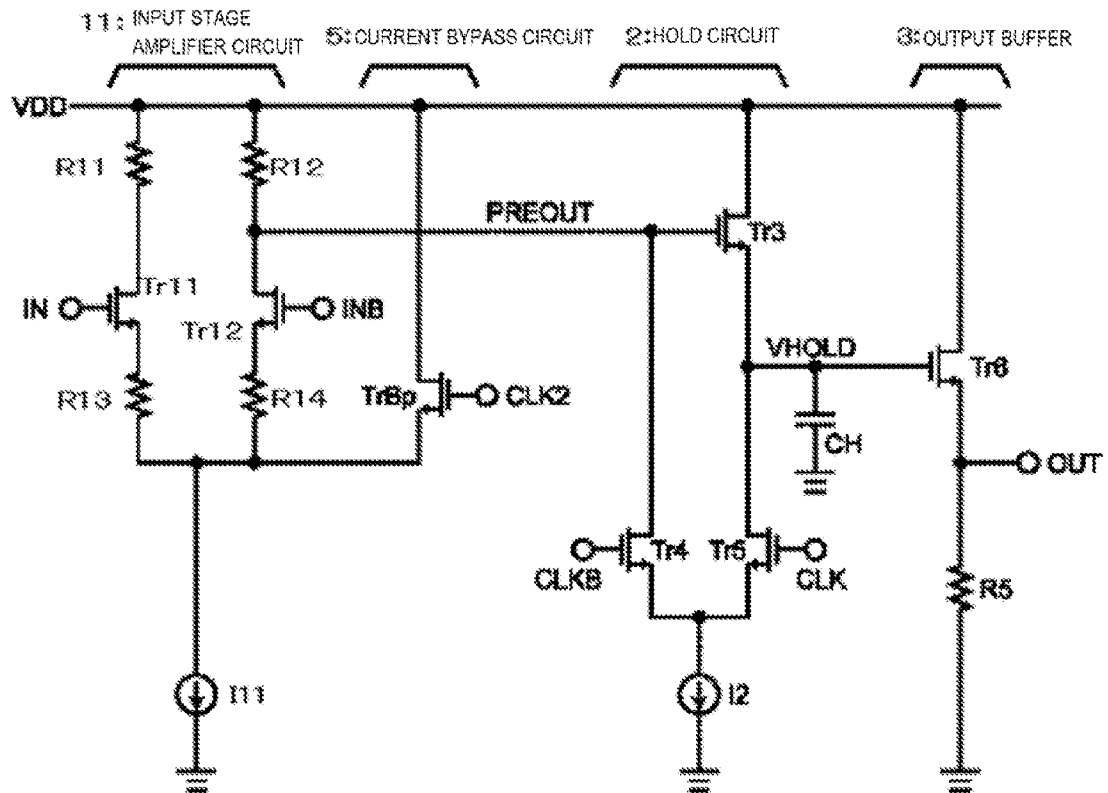 11: INPUT STAGE
AMPLIFIER CIRCUIT
5: CURRENT BYPASS CIRCUIT
2: HOLD CIRCUIT
3: OUTPUT BUFFER
VDD
R11
R12
PREOUT
Tr3
Tr11
IN
INB
Tr12
VHOLD
Tr6
R13
R14
TrBp
CLK2
CH
OUT
Tr4
Tr5
CLKB
CLK
R5
I11
I2